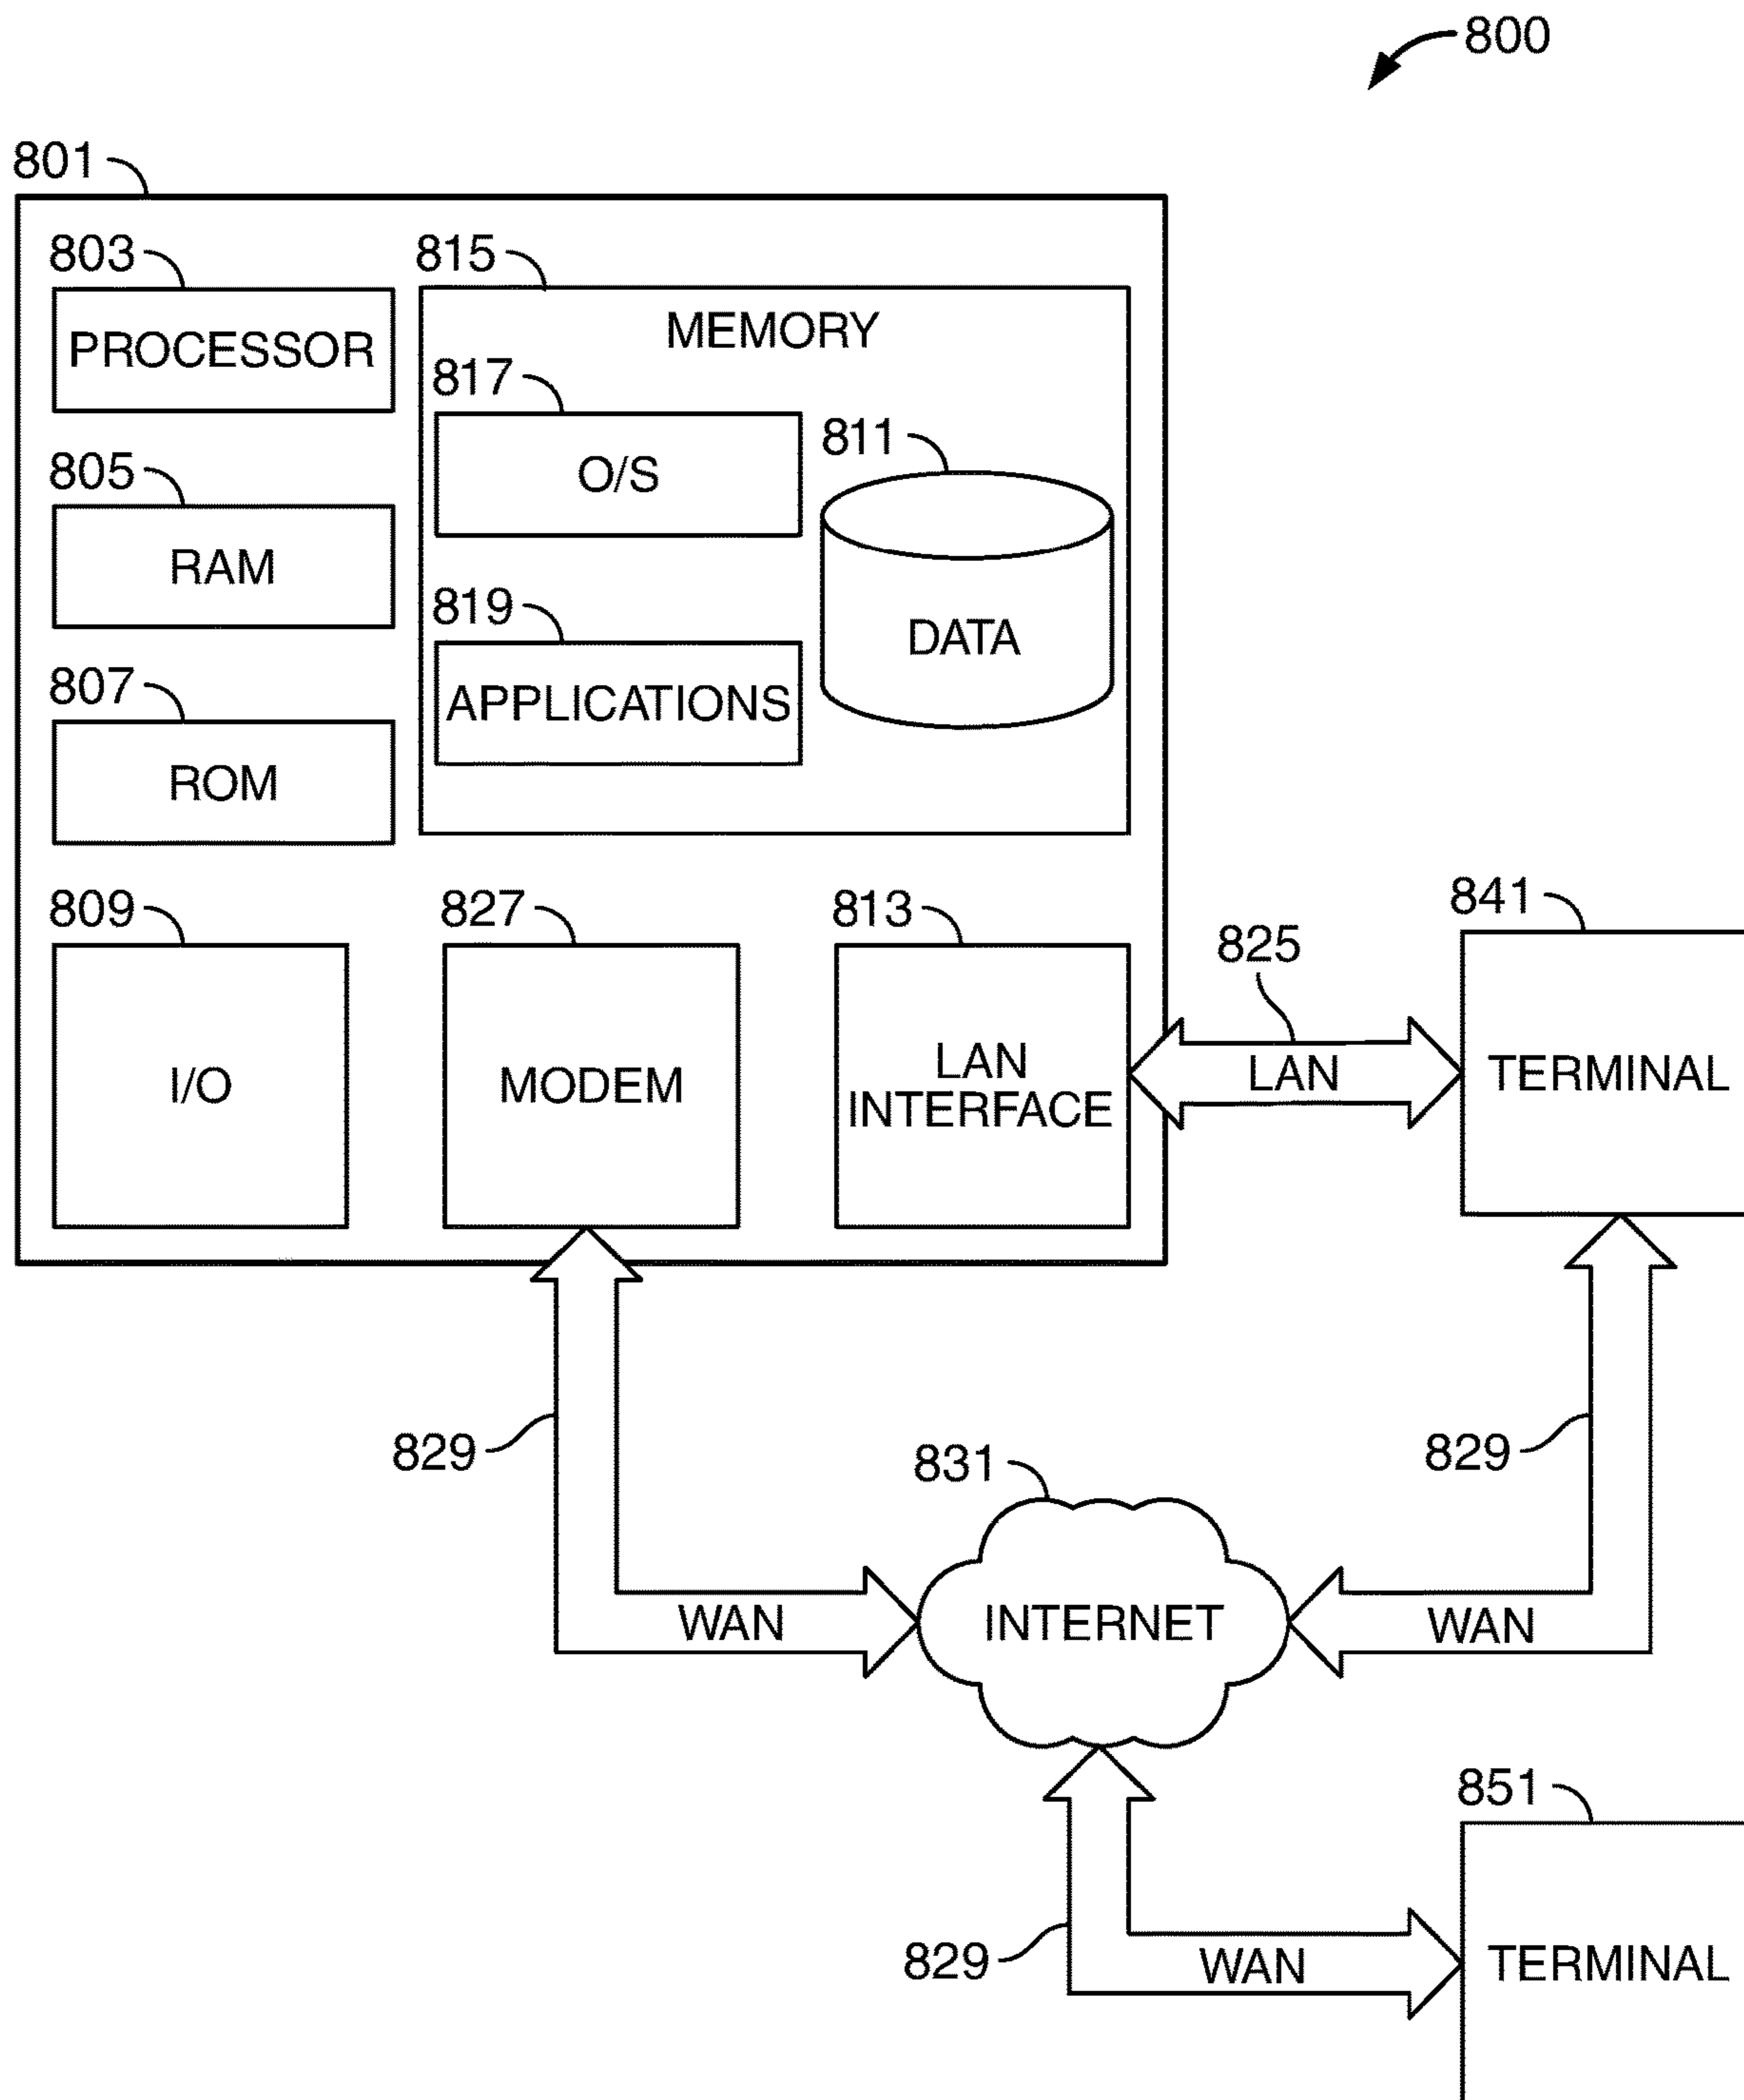 800
801
803
PROCESSOR
805
RAM
807
ROM
815
MEMORY
817
O/S
811
DATA
819
APPLICATIONS
809
I/O
827
MODEM
813
LAN
INTERFACE
825
LAN
841
TERMINAL
829
WAN
831
INTERNET
829
WAN
829
WAN
851
TERMINAL